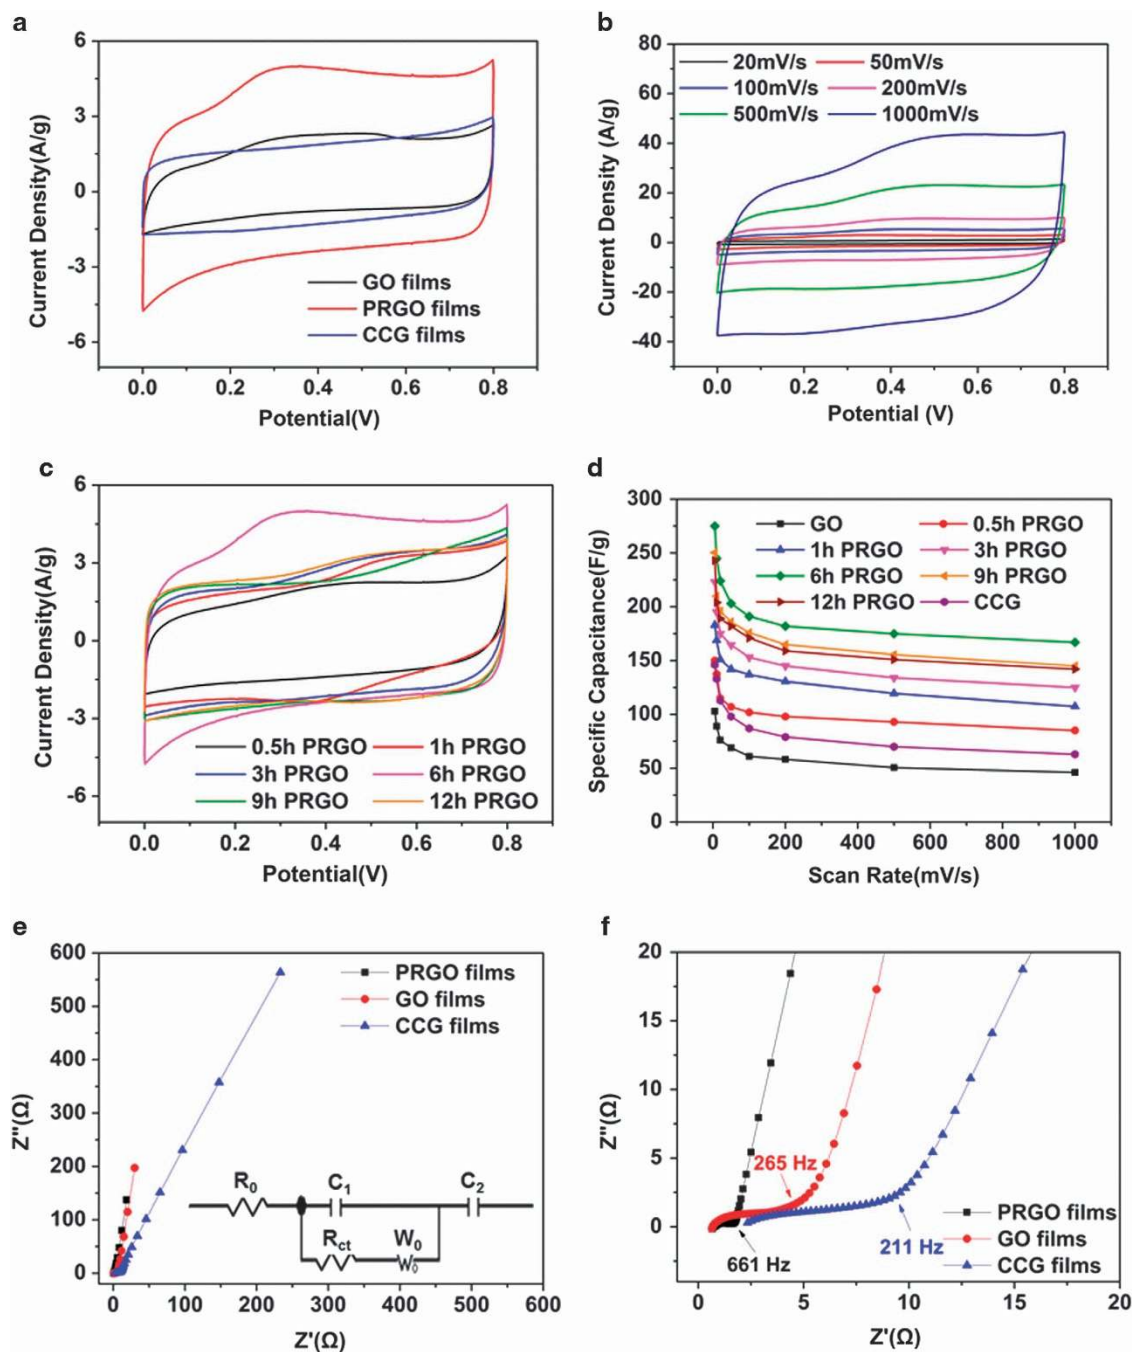 a
6
3
0
-3
-6
Current Density(A/g)
GO films
PRGO films
CCG films
0.0 0.2 0.4 0.6 0.8
Potential(V)
b
80
60
40
20
0
-20
-40
Current Density (A/g)
20mV/s 50mV/s
100mV/s 200mV/s
500mV/s 1000mV/s
0.0 0.2 0.4 0.6 0.8
Potential (V)
c
6
3
0
-3
-6
Current Density(A/g)
0.5h PRGO 1h PRGO
3h PRGO 6h PRGO
9h PRGO 12h PRGO
0.0 0.2 0.4 0.6 0.8
Potential(V)
d
300
250
200
150
100
50
0
Specific Capacitance(F/g)
GO 0.5h PRGO
1h PRGO 3h PRGO
6h PRGO 9h PRGO
12h PRGO CCG
0 200 400 600 800 1000
Scan Rate(mV/s)
e
600
500
400
300
200
100
0
Z''(Ω)
PRGO films
GO films
CCG films
R0 C1 C2
Rct W0
W0
0 100 200 300 400 500 600
Z'(Ω)
f
20
15
10
5
0
Z''(Ω)
265 Hz
661 Hz
211 Hz
PRGO films
GO films
CCG films
0 5 10 15 20
Z'(Ω)